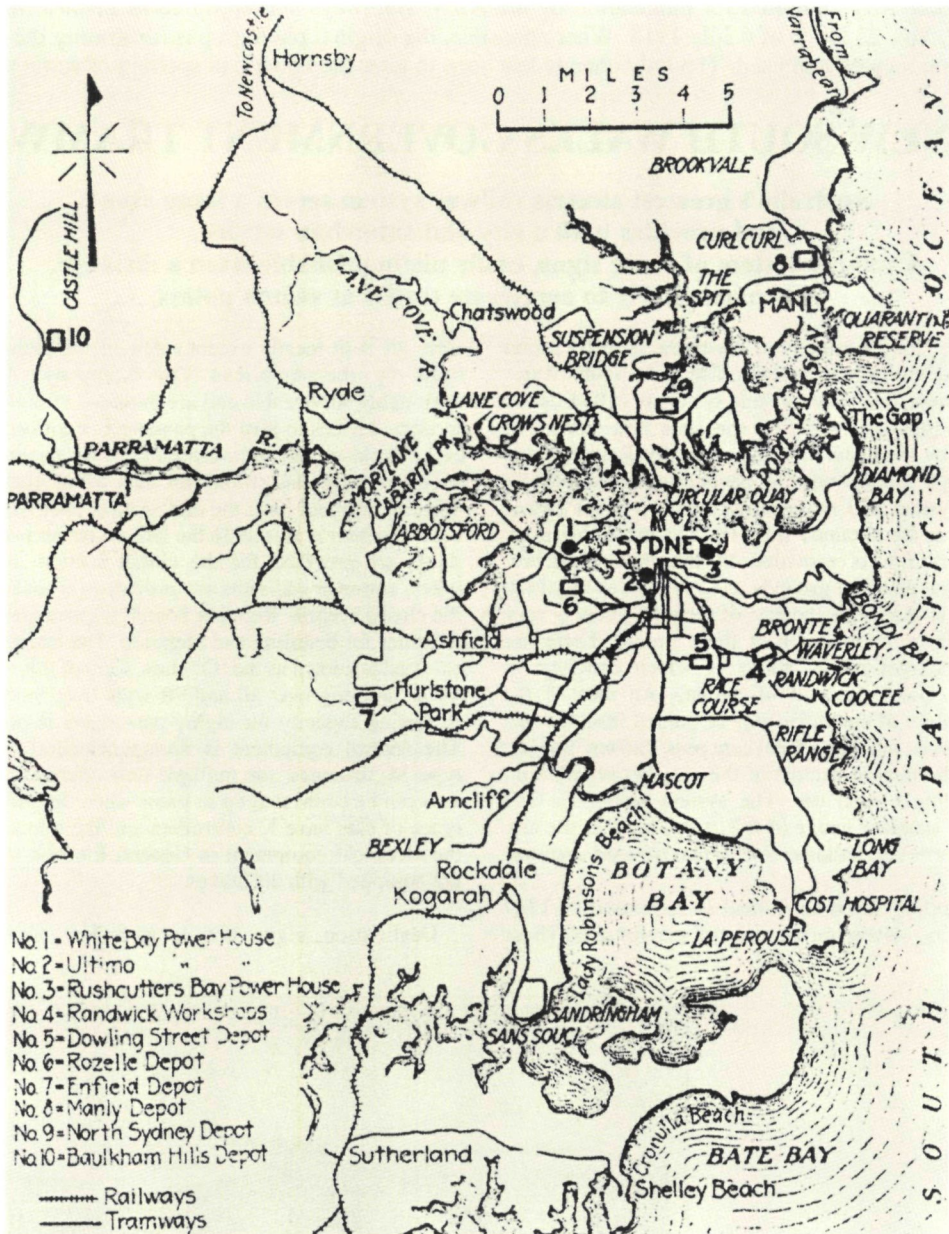 To Newcastle
Hornsby
MILES
0 1 2 3 4 5
From Narrabean
BROOKVALE
OCEAN
CASTLE HILL
CURL CURL
8
THE SPIT
MANLY
QUARANTINE RESERVE
LANE COVE R.
Chatswood
SUSPENSION BRIDGE
10
9
PORT JACKSON
Ryde
LANE COVE
CROWS NEST
The Gap
PARRAMATTA R.
MORTLAKE
CABARITA PK.
DIAMOND BAY
PARRAMATTA
ABBOTSFORD
CIRCULAR QUAY
1
SYDNEY
3
2
6
BONDI BAY
BRONTE
Ashfield
WAVERLEY
5
4
RANDWICK
COOCEE
RACE COURSE
7
Hurlstone Park
RIFLE RANGE
PACIFIC
MASCOT
Arncliff
BEXLEY
LONG BAY
Rockdale
BOTANY BAY
Kogarah
Lady Robinsons Beach
COST HOSPITAL
LA PEROUSE
SANDRINGHAM
SANS SOUCI
Cronulla Beach
Sutherland
BATE BAY
Shelley Beach
SOUTH
No. 1 = White Bay Power House
No. 2 = Ultimo " "
No. 3 = Rushcutters Bay Power House
No. 4 = Randwick Workshops
No. 5 = Dowling Street Depot
No. 6 = Rozelle Depot
No. 7 = Enfield Depot
No. 8 = Manly Depot
No. 9 = North Sydney Depot
No. 10 = Baulkham Hills Depot
Railways
Tramways